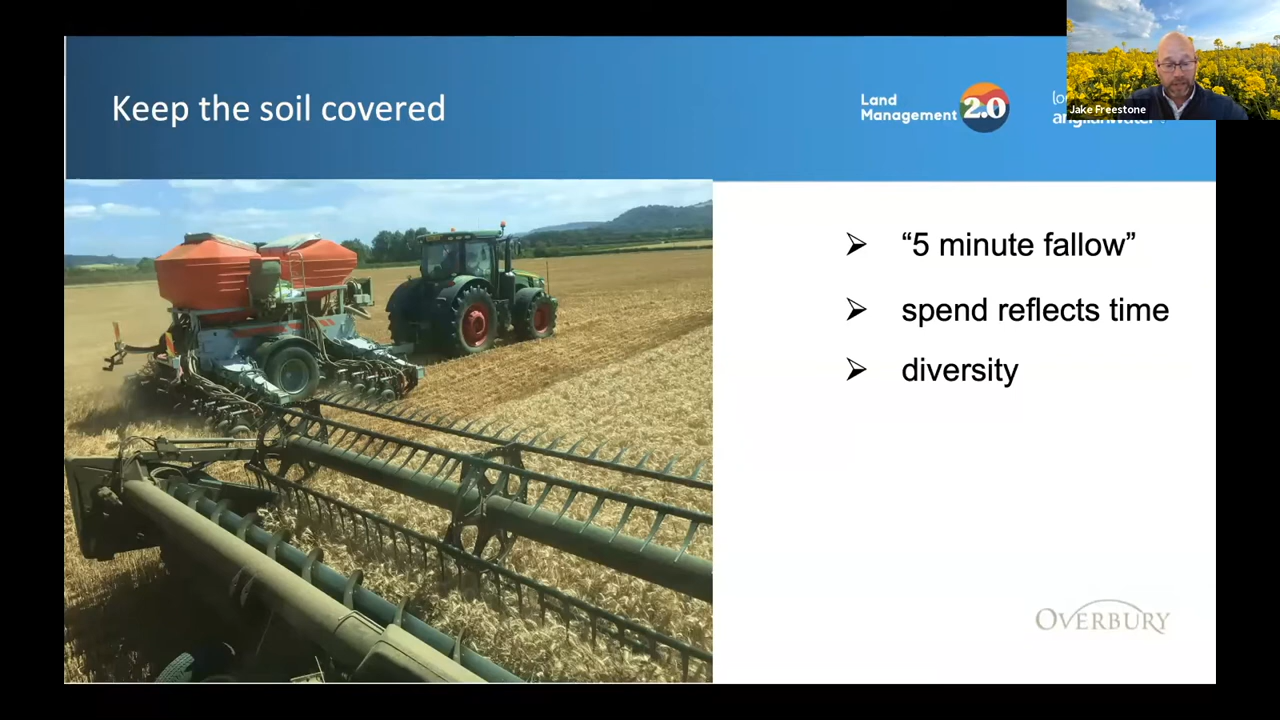 Keep the soil covered
Land
Management 2.0
Jake Freestone
“5 minute fallow”
spend reflects time
diversity
OVERBURY